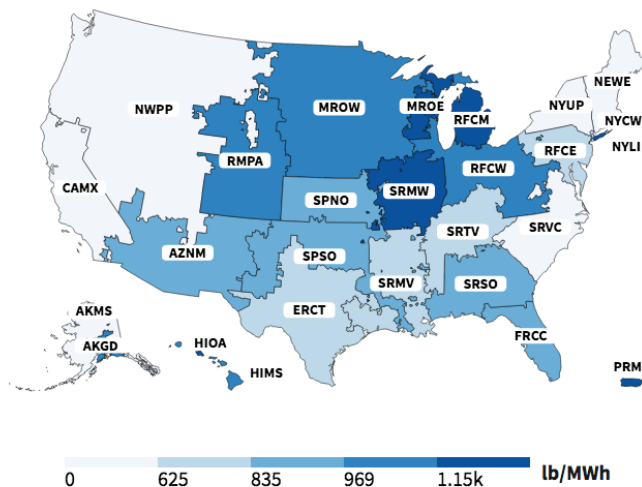 NEWE
NWPP
MROW
MROE
RFCM
NYUP
NYCW
NYLI
RFCE
RMPA
RFCW
CAMX
SPNO
SRMW
SRTV
SRVC
AZNM
SPSO
SRMV
SRSO
ERCT
AKMS
AKGD
HIOA
HIMS
FRCC
PRM
0 625 835 969 1.15k lb/MWh